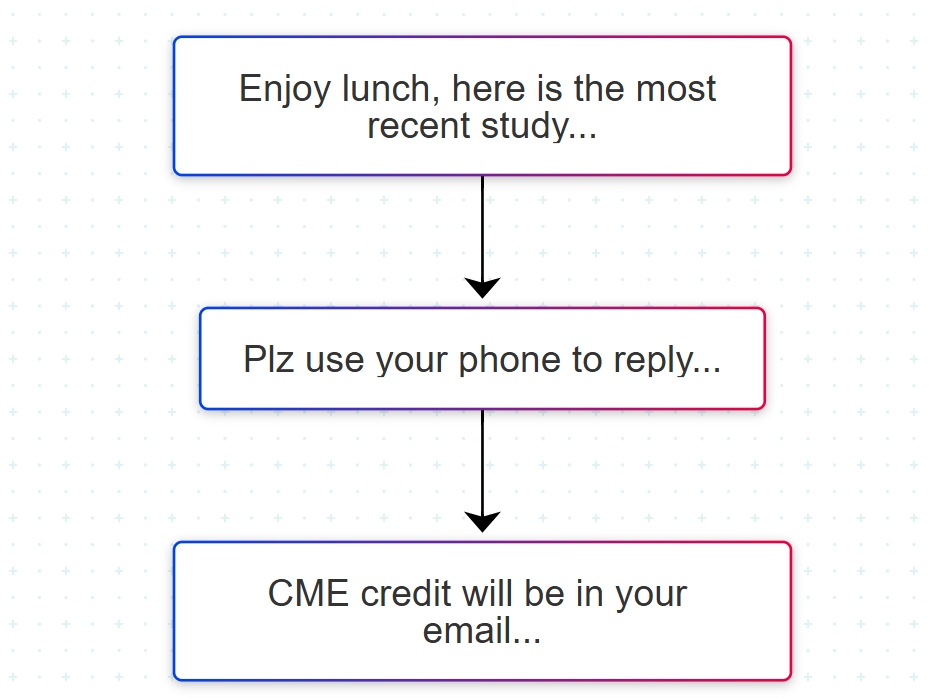 Enjoy lunch, here is the most
recent study...
Plz use your phone to reply...
CME credit will be in your
email...